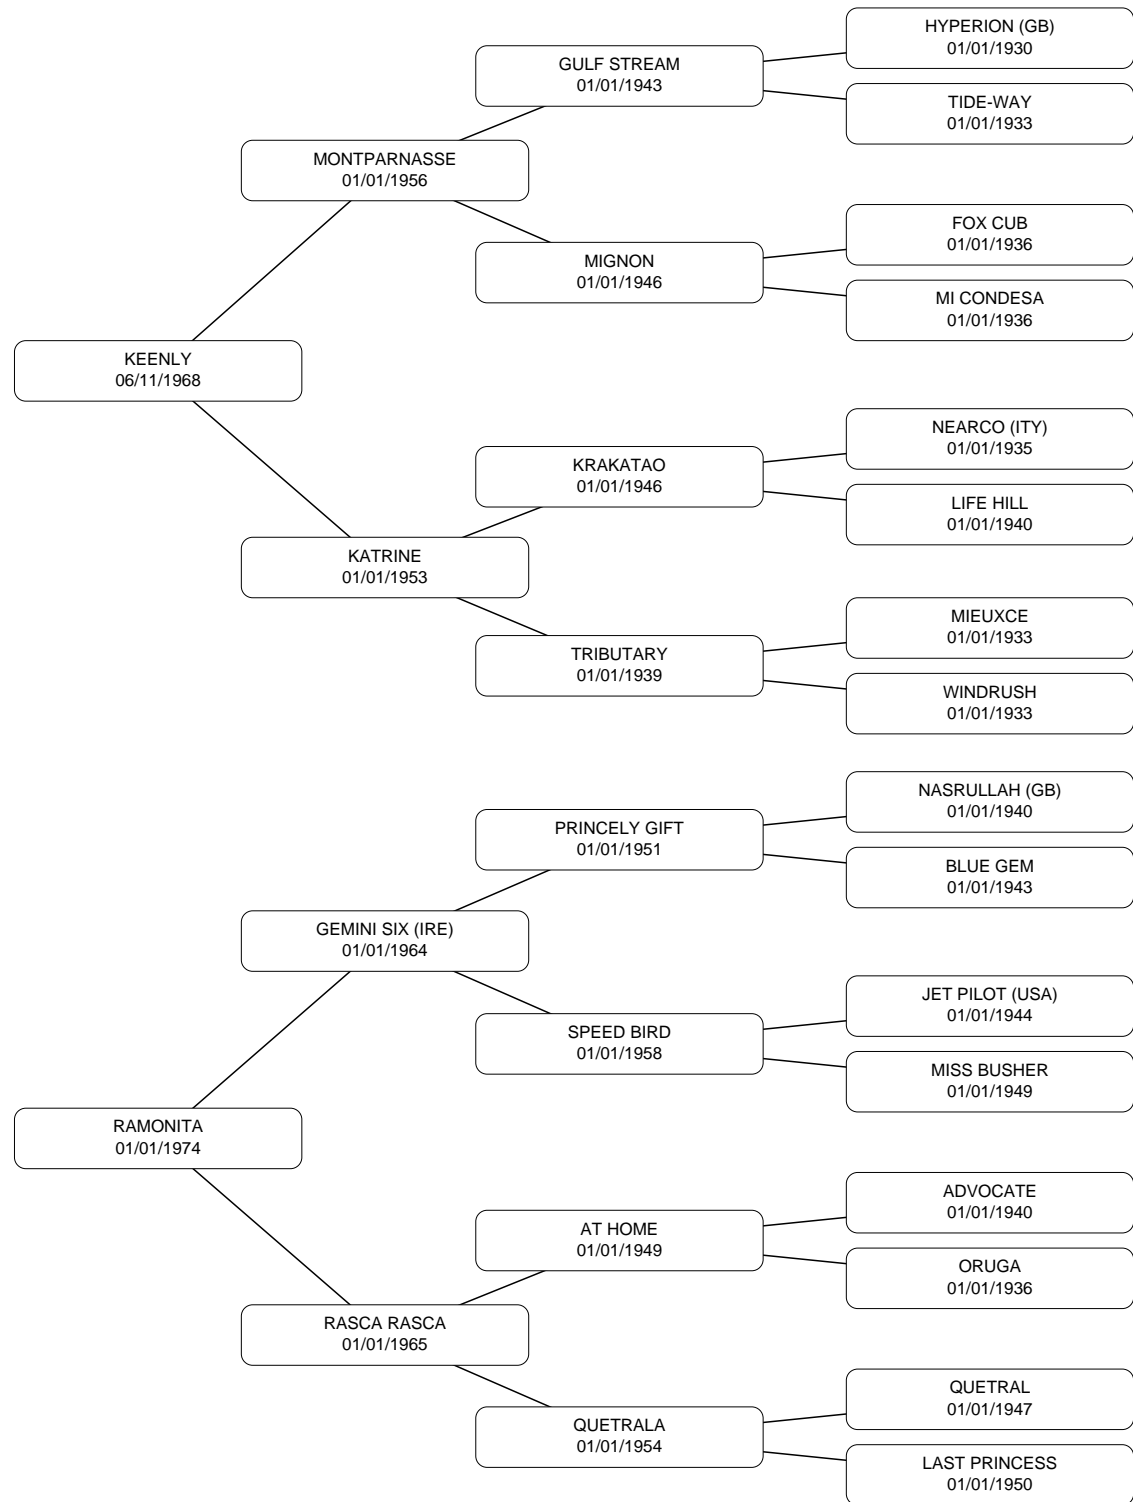 HYPERION (GB)
01/01/1930
GULF STREAM
01/01/1943
TIDE-WAY
01/01/1933
MONTPARNASSE
01/01/1956
FOX CUB
01/01/1936
MIGNON
01/01/1946
MI CONDESA
01/01/1936
KEENLY
06/11/1968
NEARCO (ITY)
01/01/1935
KRAKATAO
01/01/1946
LIFE HILL
01/01/1940
KATRINE
01/01/1953
MIEUXCE
01/01/1933
TRIBUTARY
01/01/1939
WINDRUSH
01/01/1933
NASRULLAH (GB)
01/01/1940
PRINCELY GIFT
01/01/1951
BLUE GEM
01/01/1943
GEMINI SIX (IRE)
01/01/1964
JET PILOT (USA)
01/01/1944
SPEED BIRD
01/01/1958
MISS BUSHER
01/01/1949
RAMONITA
01/01/1974
ADVOCATE
01/01/1940
AT HOME
01/01/1949
ORUGA
01/01/1936
RASCA RASCA
01/01/1965
QUETRAL
01/01/1947
QUETRALA
01/01/1954
LAST PRINCESS
01/01/1950